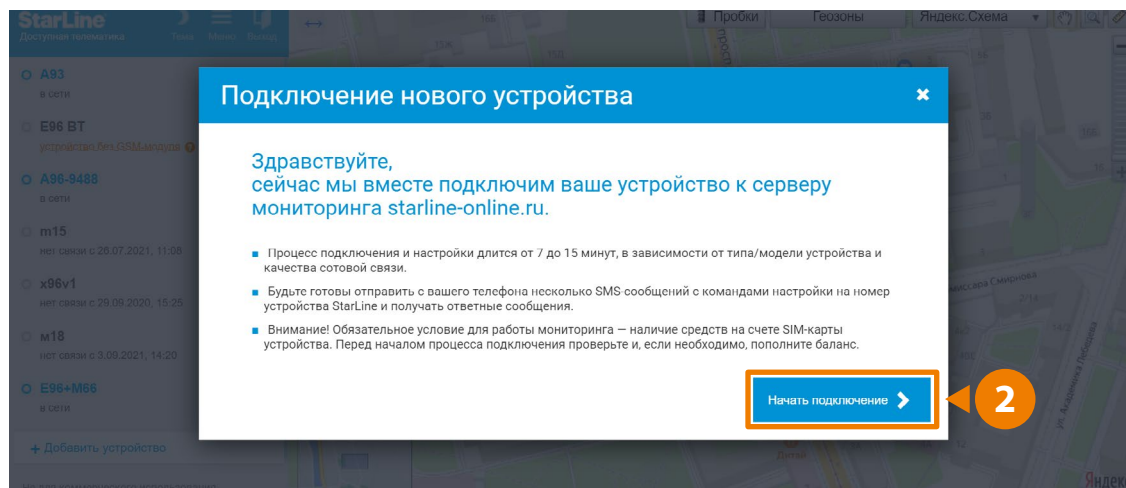 StarLine
Доступная телематика
Тема Меню Выход
Пробки
Геозоны
Яндекс.Схема
A93
в сети
E96 BT
устройство без GSM-модуля
A96-9488
в сети
m15
нет связи с 26.07.2021, 11:08
x96v1
нет связи с 29.09.2020, 15:25
м18
нет связи с 3.09.2021, 14:20
E96+M66
в сети
+ Добавить устройство
Подключение нового устройства
Здравствуйте,
сейчас мы вместе подключим ваше устройство к серверу
мониторинга starline-online.ru.
Процесс подключения и настройки длится от 7 до 15 минут, в зависимости от типа/модели устройства и
качества сотовой связи.
Будьте готовы отправить с вашего телефона несколько SMS-сообщений с командами настройки на номер
устройства StarLine и получать ответные сообщения.
Внимание! Обязательное условие для работы мониторинга — наличие средств на счете SIM-карты
устройства. Перед началом процесса подключения проверьте и, если необходимо, пополните баланс.
Начать подключение
2
ул. Академика Лебедева
Яндек